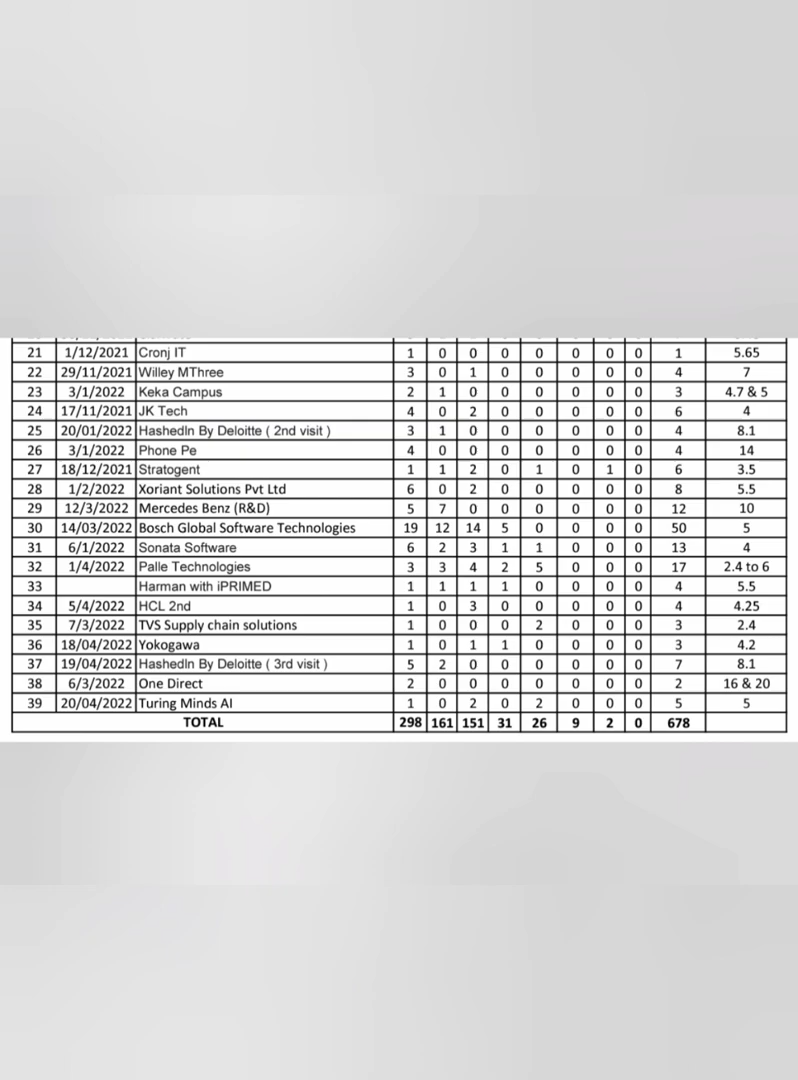 21 1/12/2021 Cronj IT 1 0 0 0 0 0 0 0 1 5.65
22 29/11/2021 Willey MThree 3 0 1 0 0 0 0 0 4 7
23 3/1/2022 Keka Campus 2 1 0 0 0 0 0 0 3 4.7 & 5
24 17/11/2021 JK Tech 4 0 2 0 0 0 0 0 6 4
25 20/01/2022 HashedIn By Deloitte ( 2nd visit ) 3 1 0 0 0 0 0 0 4 8.1
26 3/1/2022 Phone Pe 4 0 0 0 0 0 0 0 4 14
27 18/12/2021 Stratogent 1 1 2 0 1 0 1 0 6 3.5
28 1/2/2022 Xoriant Solutions Pvt Ltd 6 0 2 0 0 0 0 0 8 5.5
29 12/3/2022 Mercedes Benz (R&D) 5 7 0 0 0 0 0 0 12 10
30 14/03/2022 Bosch Global Software Technologies 19 12 14 5 0 0 0 0 50 5
31 6/1/2022 Sonata Software 6 2 3 1 1 0 0 0 13 4
32 1/4/2022 Palle Technologies 3 3 4 2 5 0 0 0 17 2.4 to 6
33 Harman with iPRIMED 1 1 1 1 0 0 0 0 4 5.5
34 5/4/2022 HCL 2nd 1 0 3 0 0 0 0 0 4 4.25
35 7/3/2022 TVS Supply chain solutions 1 0 0 0 2 0 0 0 3 2.4
36 18/04/2022 Yokogawa 1 0 1 1 0 0 0 0 3 4.2
37 19/04/2022 HashedIn By Deloitte ( 3rd visit ) 5 2 0 0 0 0 0 0 7 8.1
38 6/3/2022 One Direct 2 0 0 0 0 0 0 0 2 16 & 20
39 20/04/2022 Turing Minds AI 1 0 2 0 2 0 0 0 5 5
TOTAL 298 161 151 31 26 9 2 0 678